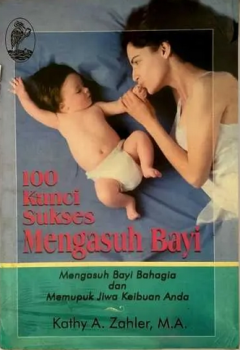 100
Kunci
Sukses
Mengasuh Bayi
Mengasuh Bayi Bahagia
dan
Memupuk Jiwa Keibuan Anda
Kathy A. Zahler, M.A.